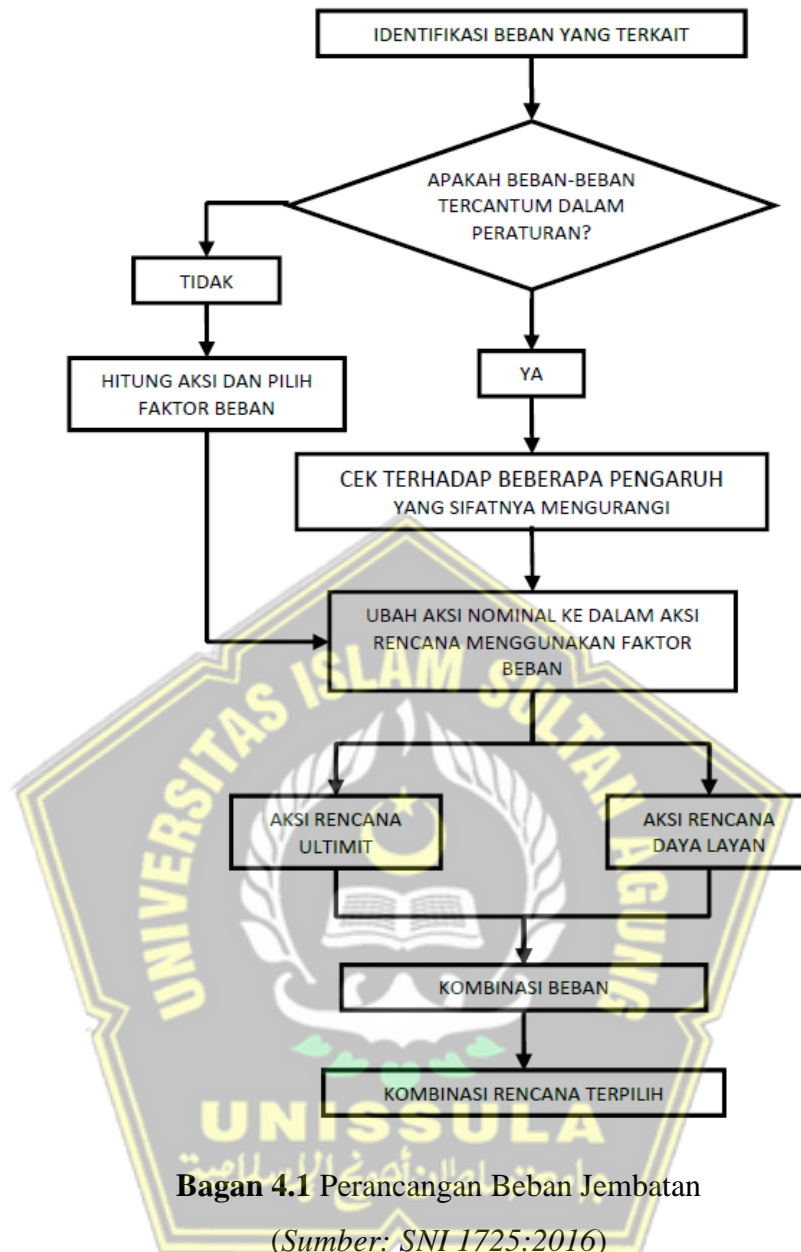 IDENTIFIKASI BEBAN YANG TERKAIT
APAKAH BEBAN-BEBAN
TERCANTUM DALAM
PERATURAN?
TIDAK
YA
HITUNG AKSI DAN PILIH
FAKTOR BEBAN
CEK TERHADAP BEBERAPA PENGARUH
YANG SIFATNYA MENGURANGI
UBAH AKSI NOMINAL KE DALAM AKSI
RENCANA MENGGUNAKAN FAKTOR
BEBAN
AKSI RENCANA
ULTIMIT
AKSI RENCANA
DAYA LAYAN
KOMBINASI BEBAN
KOMBINASI RENCANA TERPILIH
UNIVERSITAS ISLAM SULTAN AGUNG
UNISSULA
Bagan 4.1 Perancangan Beban Jembatan
(Sumber: SNI 1725:2016)